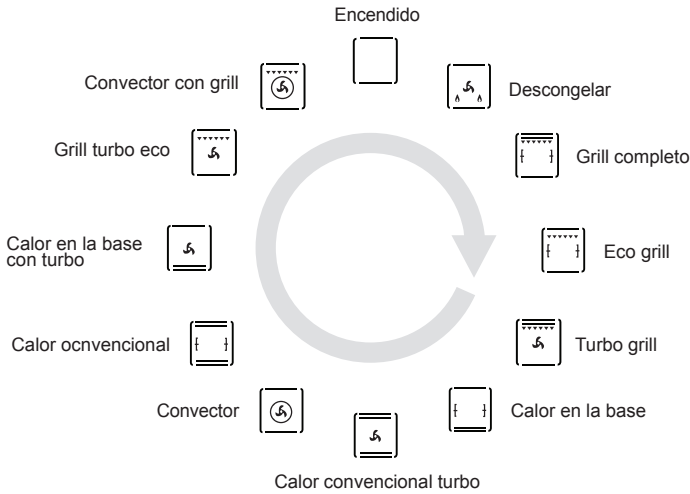 Encendido
Convector con grill
Descongelar
Grill turbo eco
Grill completo
Calor en la base
con turbo
Eco grill
Calor ocnvencional
Turbo grill
Convector
Calor en la base
Calor convencional turbo